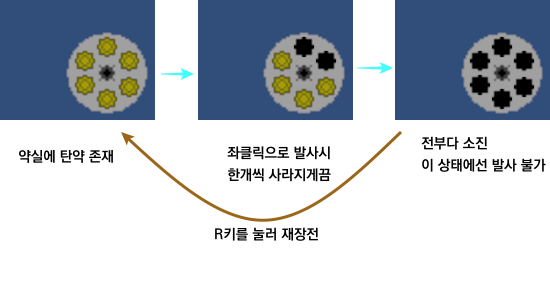 약실에 탄약 존재
좌클릭으로 발사시
한개씩 사라지게끔
전부다 소진
이 상태에선 발사 불가
R키를 눌러 재장전